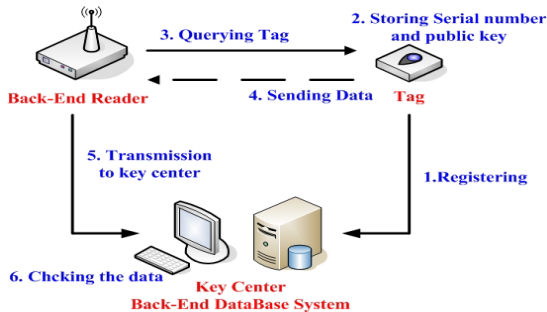 2. Storing Serial number
and public key
3. Querying Tag
4. Sending Data
Back-End Reader
Tag
5. Transmission
to key center
1.Registering
6. Chcking the data
Key Center
Back-End DataBase System